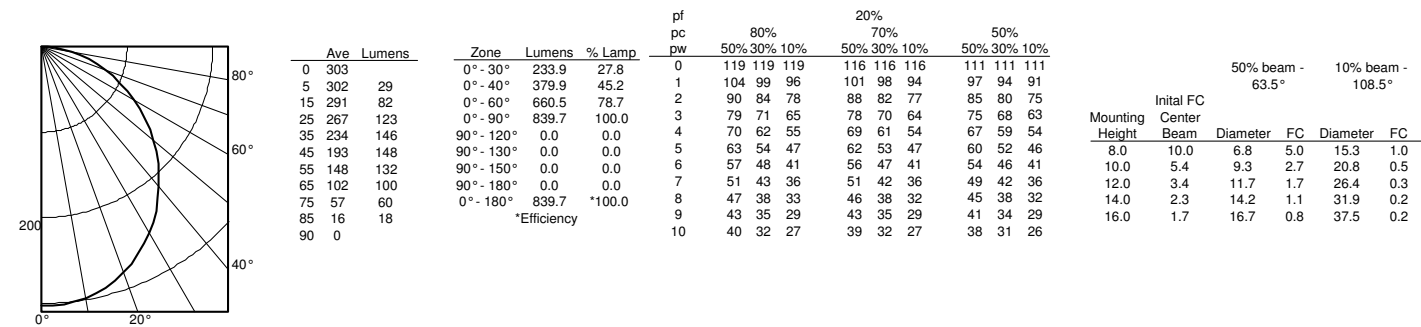 80°
60°
200
40°
0° 20°
Ave Lumens
0 303
5 302 29
15 291 82
25 267 123
35 234 146
45 193 148
55 148 132
65 102 100
75 57 60
85 16 18
90 0
Zone Lumens % Lamp
0° - 30° 233.9 27.8
0° - 40° 379.9 45.2
0° - 60° 660.5 78.7
0° - 90° 839.7 100.0
90° - 120° 0.0 0.0
90° - 130° 0.0 0.0
90° - 150° 0.0 0.0
90° - 180° 0.0 0.0
0° - 180° 839.7 *100.0
*Efficiency
pf 20%
pc 80% 70% 50%
pw 50% 30% 10% 50% 30% 10% 50% 30% 10%
0 119 119 119 116 116 116 111 111 111
1 104 99 96 101 98 94 97 94 91
2 90 84 78 88 82 77 85 80 75
3 79 71 65 78 70 64 75 68 63
4 70 62 55 69 61 54 67 59 54
5 63 54 47 62 53 47 60 52 46
6 57 48 41 56 47 41 54 46 41
7 51 43 36 51 42 36 49 42 36
8 47 38 33 46 38 32 45 38 32
9 43 35 29 43 35 29 41 34 29
10 40 32 27 39 32 27 38 31 26
50% beam - 10% beam -
63.5° 108.5°
Inital FC
Mounting Center
Height Beam Diameter FC Diameter FC
8.0 10.0 6.8 5.0 15.3 1.0
10.0 5.4 9.3 2.7 20.8 0.5
12.0 3.4 11.7 1.7 26.4 0.3
14.0 2.3 14.2 1.1 31.9 0.2
16.0 1.7 16.7 0.8 37.5 0.2